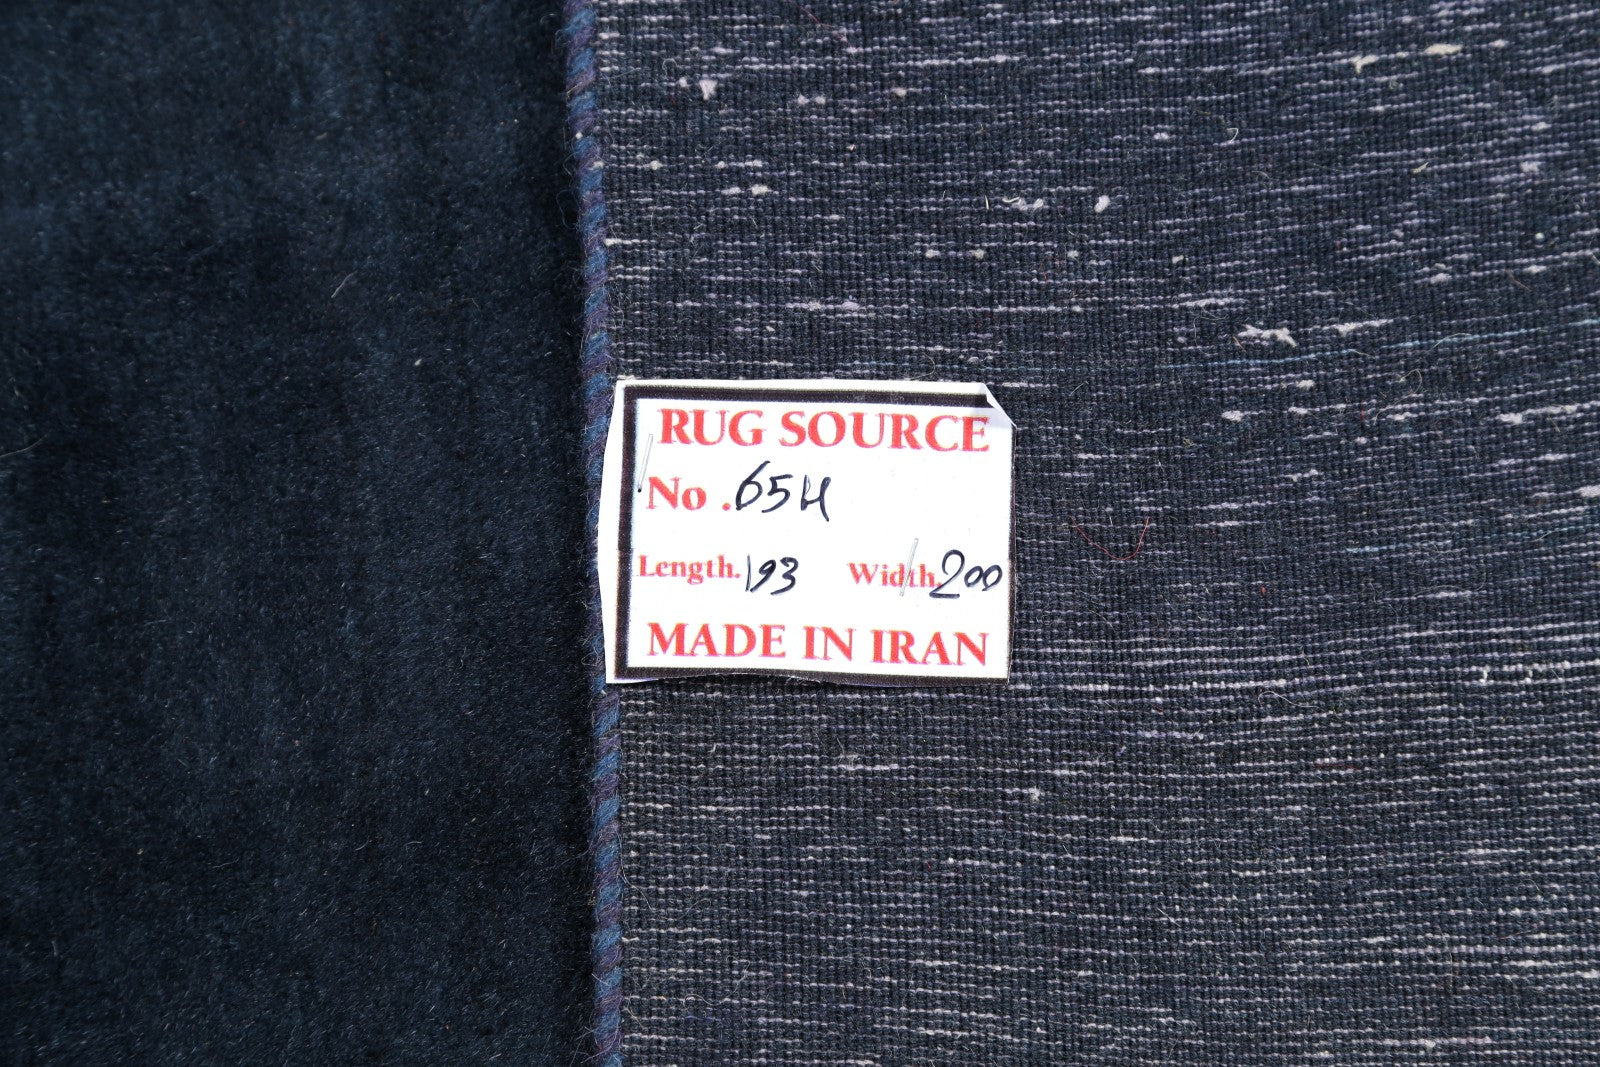 RUG SOURCE
No. 654
Length. 193 Width. 200
MADE IN IRAN